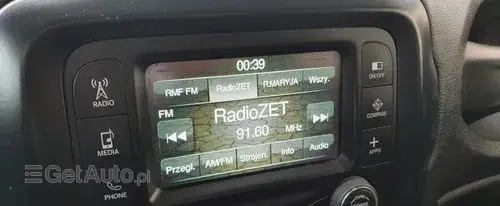 00:39
RMF FM RadioZET R.MARYJA Wszy.
FM
RadioZET
91.60 MHz
Przegl. AM/FM Strojen. Info Audio
RADIO
MEDIA
PHONE
ON/OFF
COMPASS
APPS
GetAuto.pl